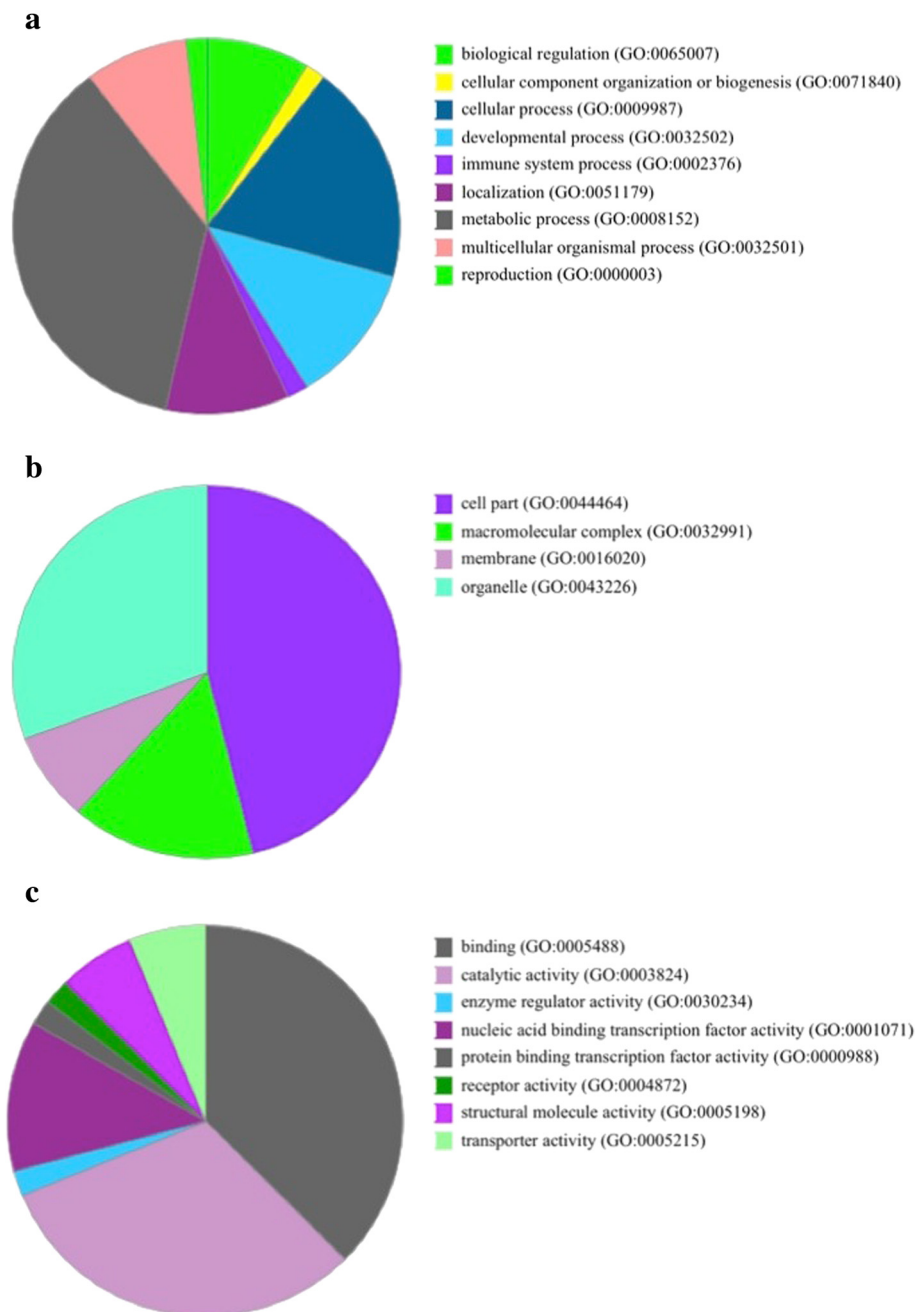 a
biological regulation (GO:0065007)
cellular component organization or biogenesis (GO:0071840)
cellular process (GO:0009987)
developmental process (GO:0032502)
immune system process (GO:0002376)
localization (GO:0051179)
metabolic process (GO:0008152)
multicellular organismal process (GO:0032501)
reproduction (GO:0000003)
b
cell part (GO:0044464)
macromolecular complex (GO:0032991)
membrane (GO:0016020)
organelle (GO:0043226)
c
binding (GO:0005488)
catalytic activity (GO:0003824)
enzyme regulator activity (GO:0030234)
nucleic acid binding transcription factor activity (GO:0001071)
protein binding transcription factor activity (GO:0000988)
receptor activity (GO:0004872)
structural molecule activity (GO:0005198)
transporter activity (GO:0005215)